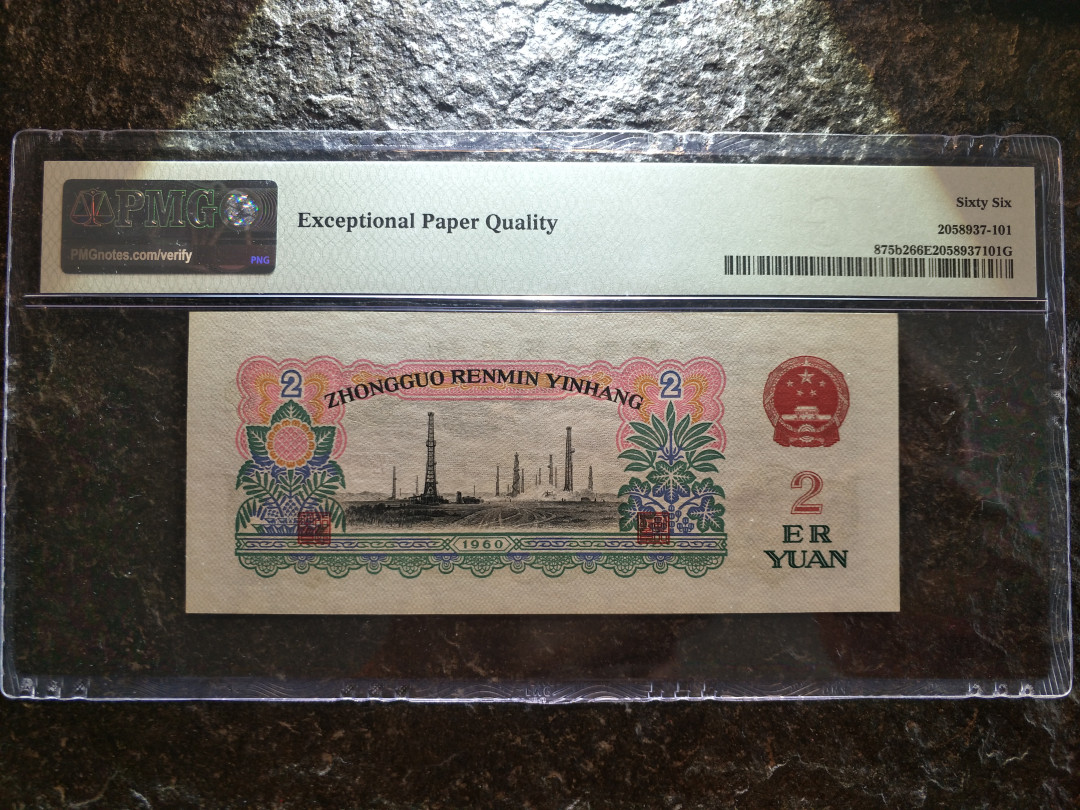 PMG
PMGnotes.com/verify
PNG
Exceptional Paper Quality
Sixty Six
2058937-101
875b266E2058937101G
2
2
ZHONGGUO RENMIN YINHANG
1960
2
ER
YUAN